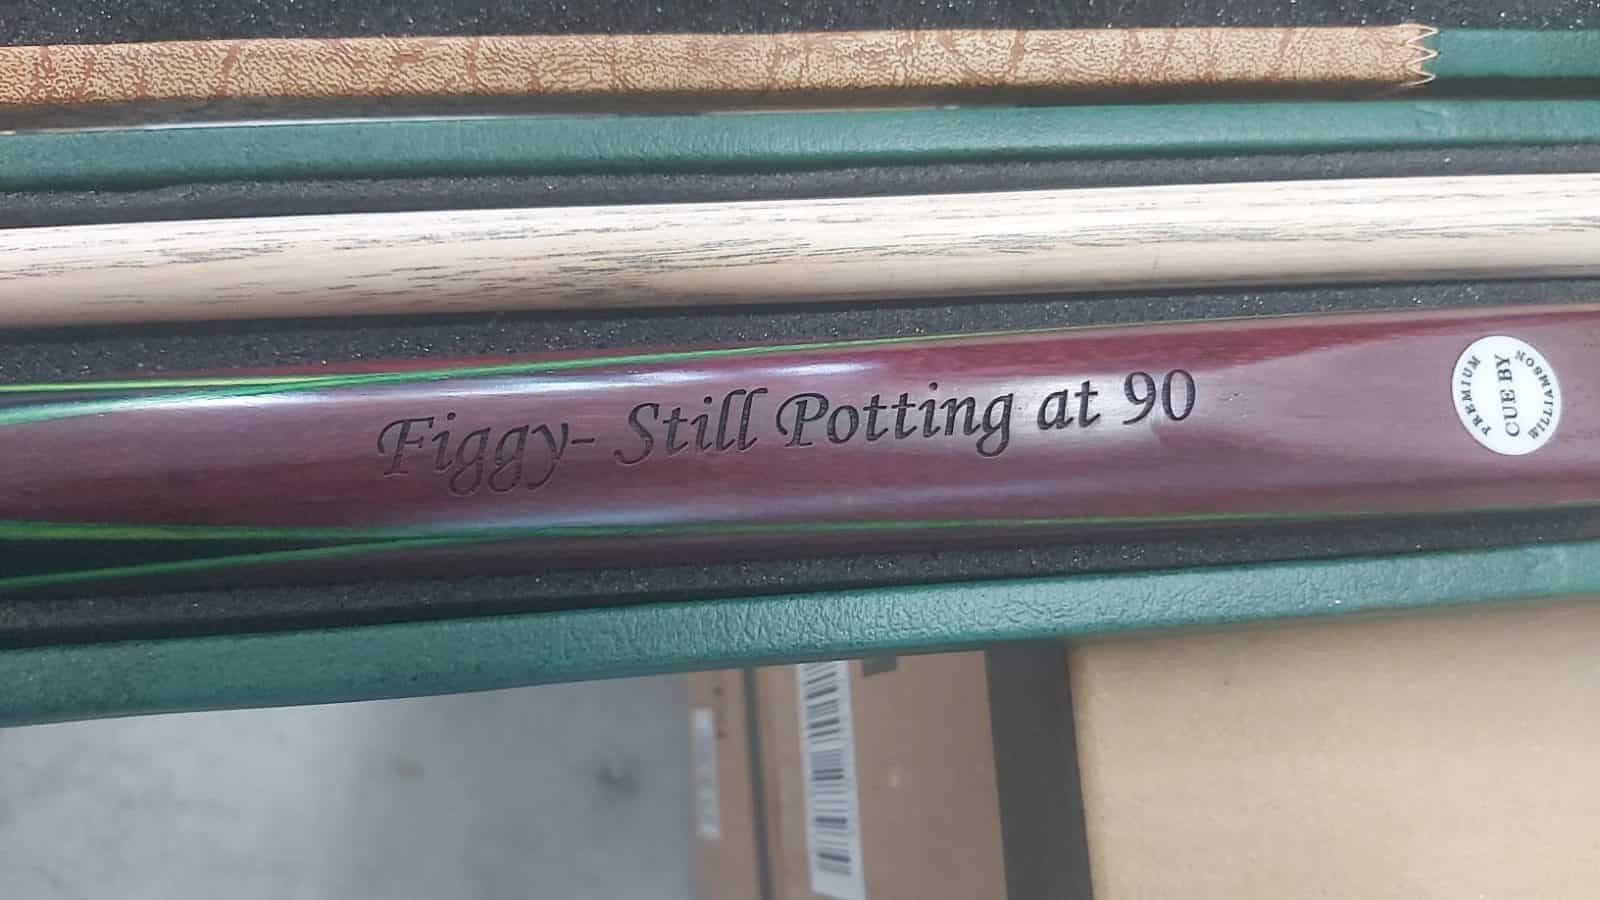 Figgy- Still Potting at 90
PREMIUM
CUE BY
WILLIAMSON